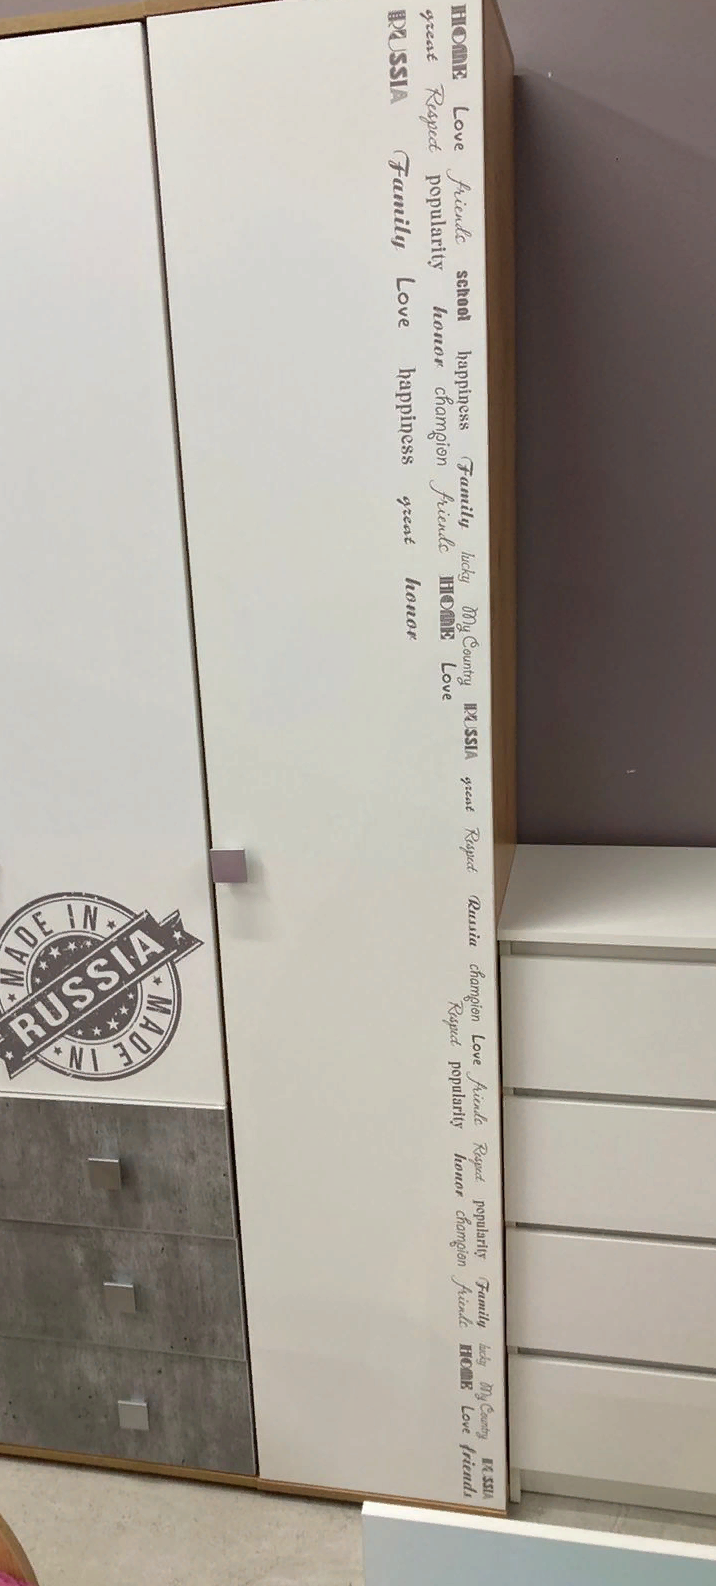 HOME Love friends school happiness Family lucky My Country RUSSIA great Respect Russia champion Love friends Respect popularity Family lucky My Country RUSSIA
great Respect popularity honor champion friends HOME Love
Respect popularity honor champion friends HOME Love friends
RUSSIA Family Love happiness great honor
MADE IN
RUSSIA
MADE IN